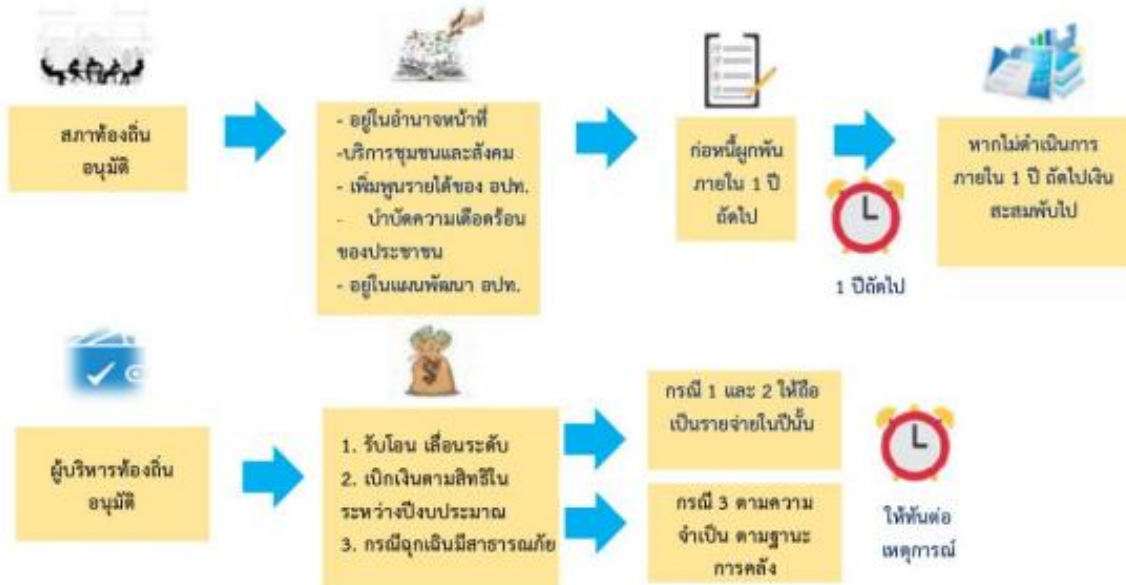 สภาท้องถิ่น
อนุมัติ
- อยู่ในอำนาจหน้าที่
-บริการชุมชนและสังคม
- เพิ่มพูนรายได้ของ อปท.
- บำบัดความเดือดร้อน
ของประชาชน
- อยู่ในแผนพัฒนา อปท.
ก่อหนี้ผูกพัน
ภายใน 1 ปี
ถัดไป
1 ปีถัดไป
หากไม่ดำเนินการ
ภายใน 1 ปี ถัดไปเงิน
สะสมพับไป
ผู้บริหารท้องถิ่น
อนุมัติ
1. รับโอน เลื่อนระดับ
2. เบิกเงินตามสิทธิใน
ระหว่างปีงบประมาณ
3. กรณีฉุกเฉินมีสาธารณภัย
กรณี 1 และ 2 ให้ถือ
เป็นรายจ่ายในปีนั้น
กรณี 3 ตามความ
จำเป็น ตามฐานะ
การคลัง
ให้ทันต่อ
เหตุการณ์